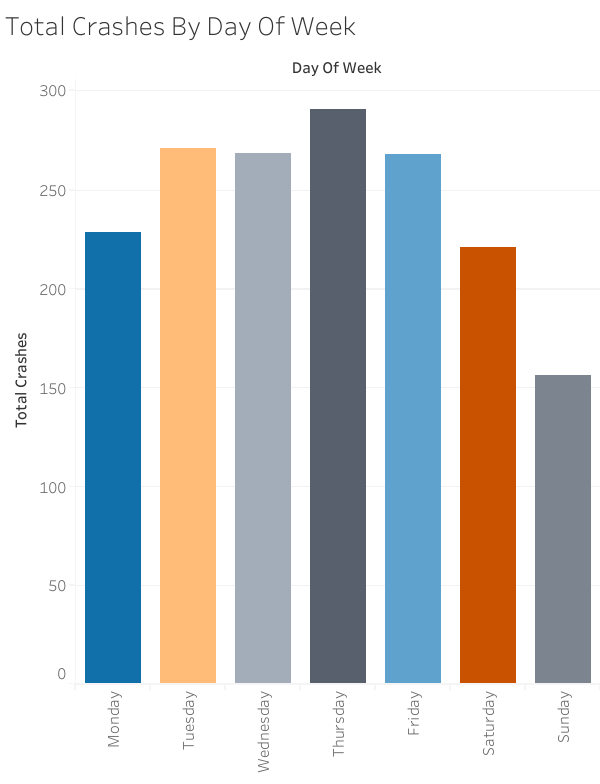 Total Crashes By Day Of Week
Day Of Week
Total Crashes
300
250
200
150
100
50
0
Monday
Tuesday
Wednesday
Thursday
Friday
Saturday
Sunday